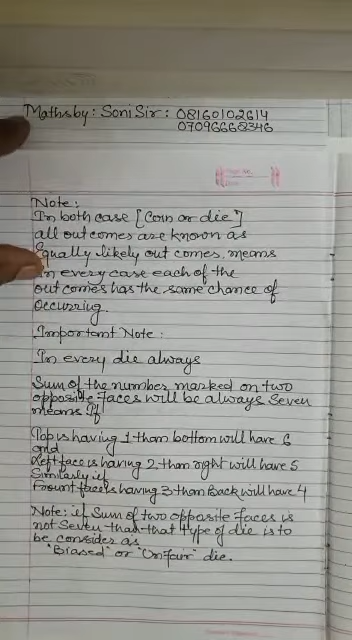 Mathsby: Soni Sir: 08160102614
07096668346
Note:
In both case [Coin or die]
all out comes are known as
Equally likely out comes, means
in every case each of the
out comes has the same chance of
occurring.
Important Note:
In every die always
Sum of the number marked on two
opposite faces will be always Seven
means If
Top is having 1 than bottom will have 6
and
Left face is having 2 than right will have 5
Similarly if
Frount face is having 3 than Back will have 4
Note: if Sum of two opposite faces is
not Seven than that type of die is to
be consider as
"Biased" or "Unfair" die.